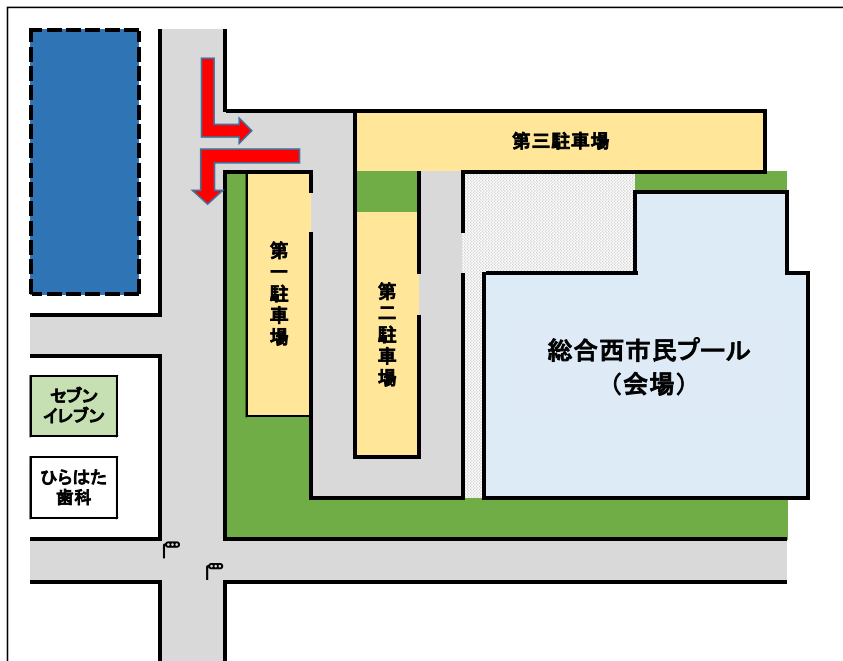 第三駐車場
第一駐車場
第二駐車場
総合西市民プール
（会場）
セブン
イレブン
ひらはた
歯科